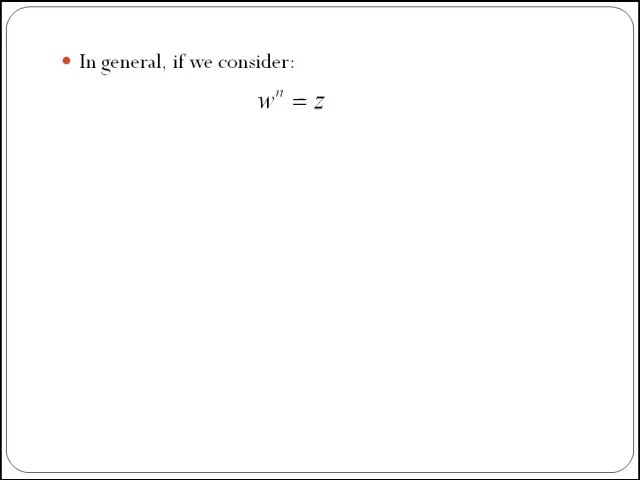 • In general, if we consider:
wⁿ = z